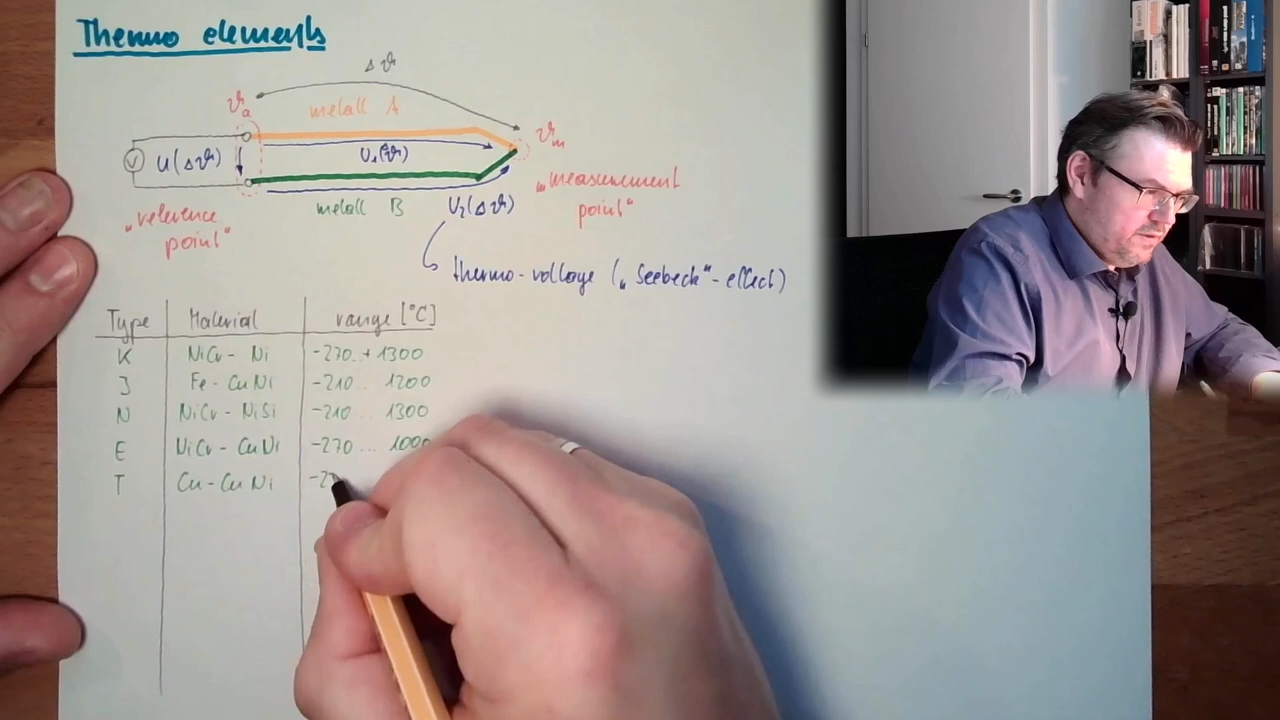 Thermo elements
Δϑ
ϑa
metall A
ϑm
V
U(Δϑ)
U₁(ϑ)
"measurement
point"
metall B
U₂(Δϑ)
"reference
point"
thermo-voltage („Seebeck"-effect)
Type Material range [°C]
K NiCr - Ni -270..+1300
J Fe - CuNi -210 ... 1200
N NiCr - NiSi -210 ... 1300
E NiCr - CuNi -270 ... 1000
T Cu - CuNi -27